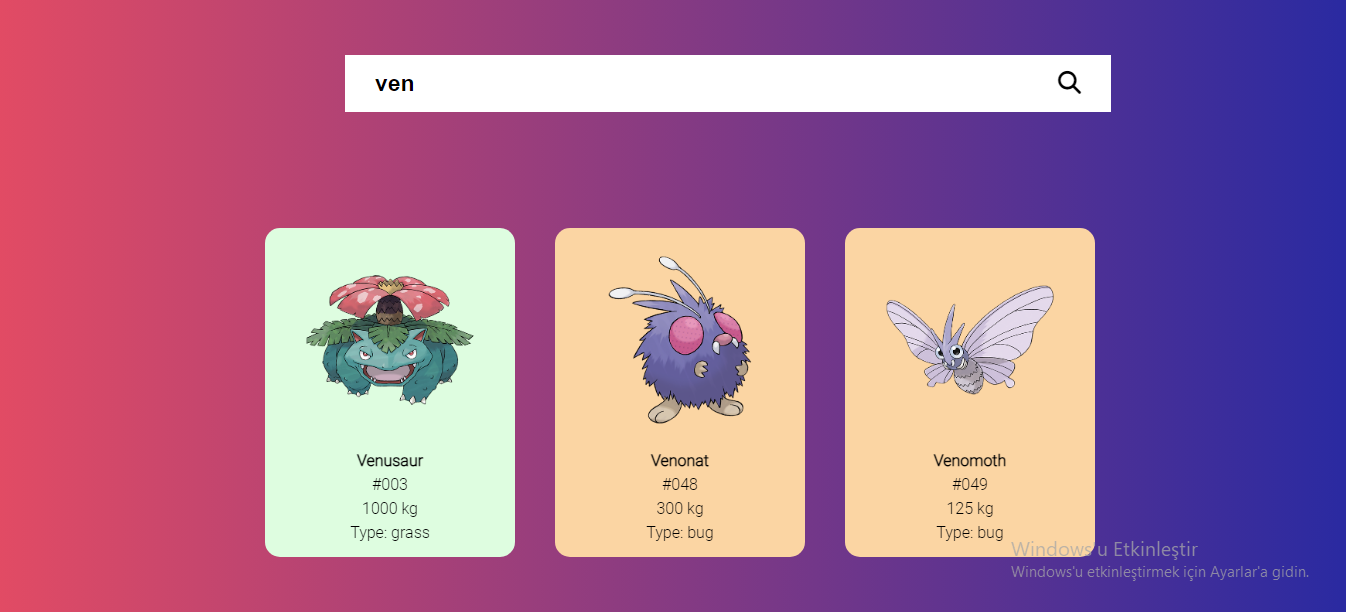 ven
Venusaur
#003
1000 kg
Type: grass
Venonat
#048
300 kg
Type: bug
Venomoth
#049
125 kg
Type: bug
Windows'u Etkinleştir
Windows'u etkinleştirmek için Ayarlar'a gidin.